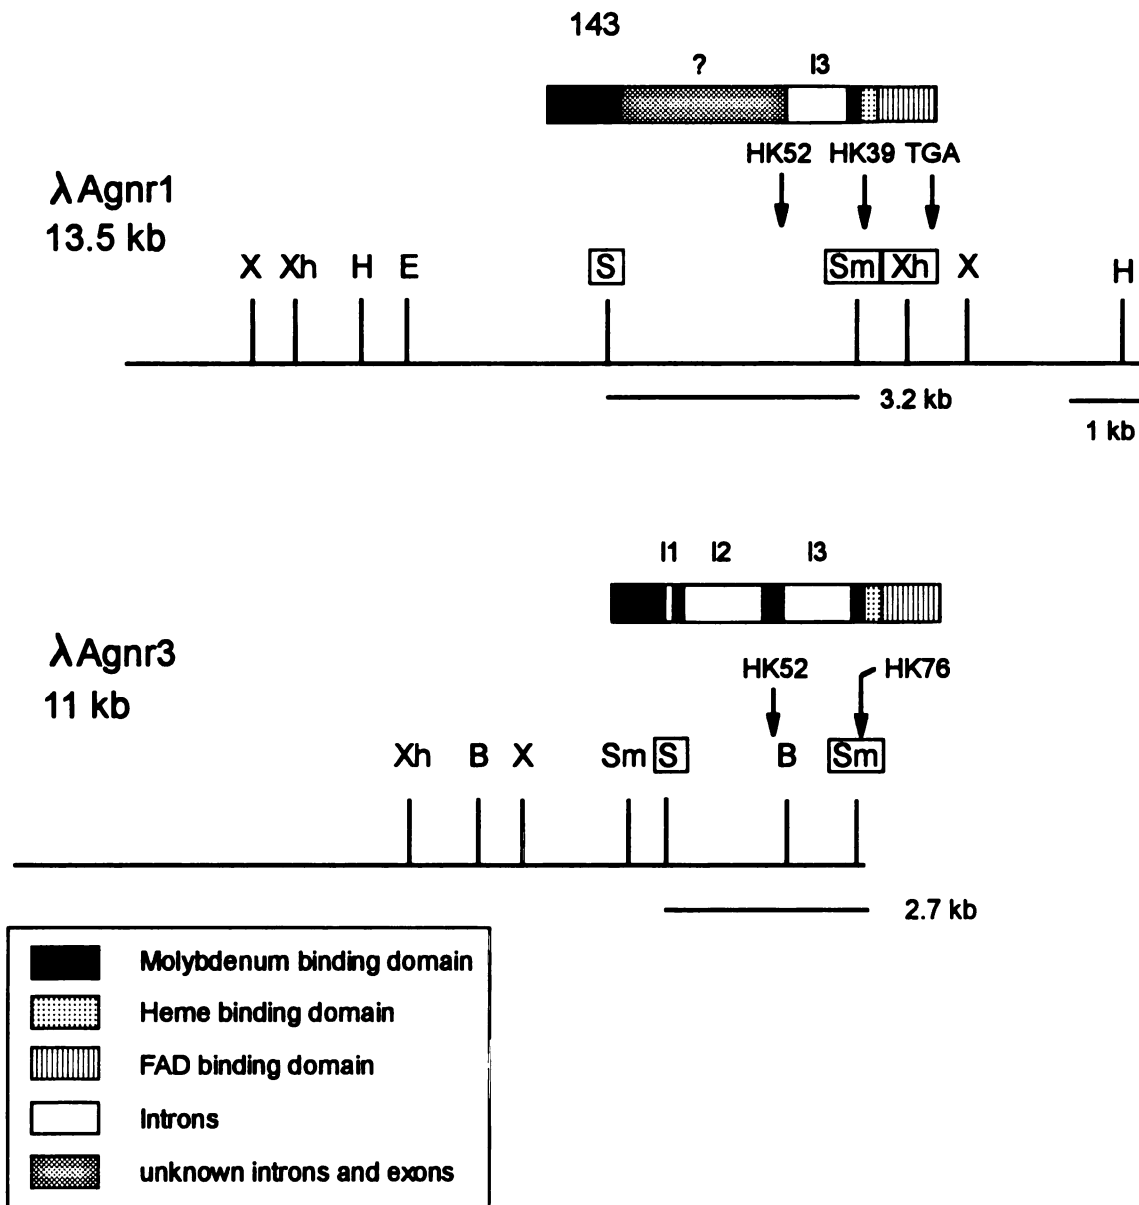 143
? I3
HK52 HK39 TGA
λAgnr1
13.5 kb
X Xh H E S Sm Xh X H
3.2 kb
1 kb
I1 I2 I3
λAgnr3
11 kb
HK52 HK76
Xh B X Sm S B Sm
2.7 kb
Molybdenum binding domain
Heme binding domain
FAD binding domain
Introns
unknown introns and exons